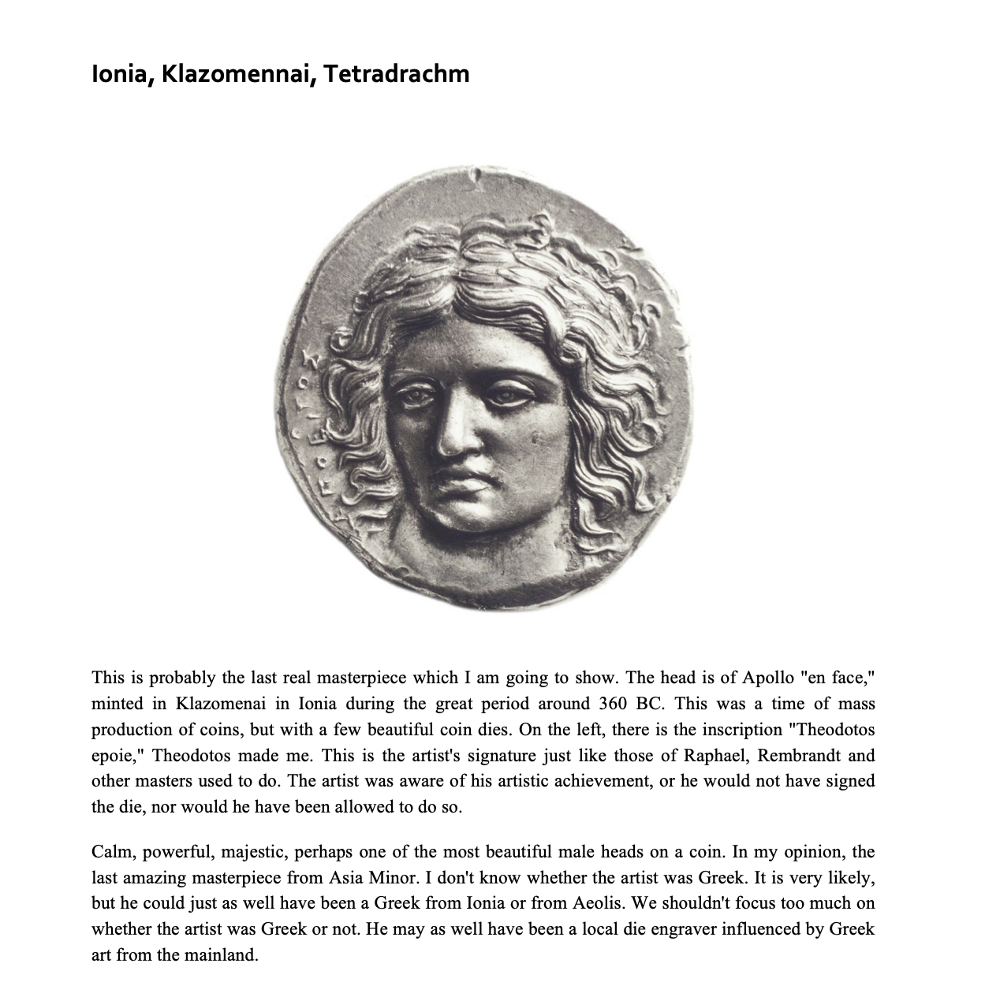 Ionia, Klazomennai, Tetradrachm
This is probably the last real masterpiece which I am going to show. The head is of Apollo "en face,"
minted in Klazomenai in Ionia during the great period around 360 BC. This was a time of mass
production of coins, but with a few beautiful coin dies. On the left, there is the inscription "Theodotos
epoie," Theodotos made me. This is the artist's signature just like those of Raphael, Rembrandt and
other masters used to do. The artist was aware of his artistic achievement, or he would not have signed
the die, nor would he have been allowed to do so.
Calm, powerful, majestic, perhaps one of the most beautiful male heads on a coin. In my opinion, the
last amazing masterpiece from Asia Minor. I don't know whether the artist was Greek. It is very likely,
but he could just as well have been a Greek from Ionia or from Aeolis. We shouldn't focus too much on
whether the artist was Greek or not. He may as well have been a local die engraver influenced by Greek
art from the mainland.